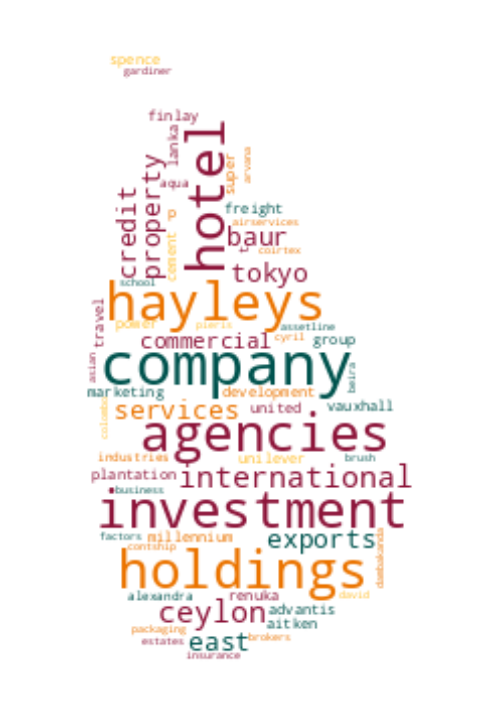 spence
gardiner
finlay
lanka
hotel
super
arvana
property
aqua
credit
p
cement
freight
airservices
baur
t
coirtex
tokyo
school
hayleys
travel
power
pieris
assetline
commercial
cyril
group
asian
company
beira
marketing
development
colombo
services
united
vauxhall
agencies
industries
unilever
brush
plantation
international
business
investment
factors
millennium
exports
contship
dambakanda
holdings
alexandra
renuka
david
ceylon
advantis
aitken
packaging
east
brokers
estates
insurance